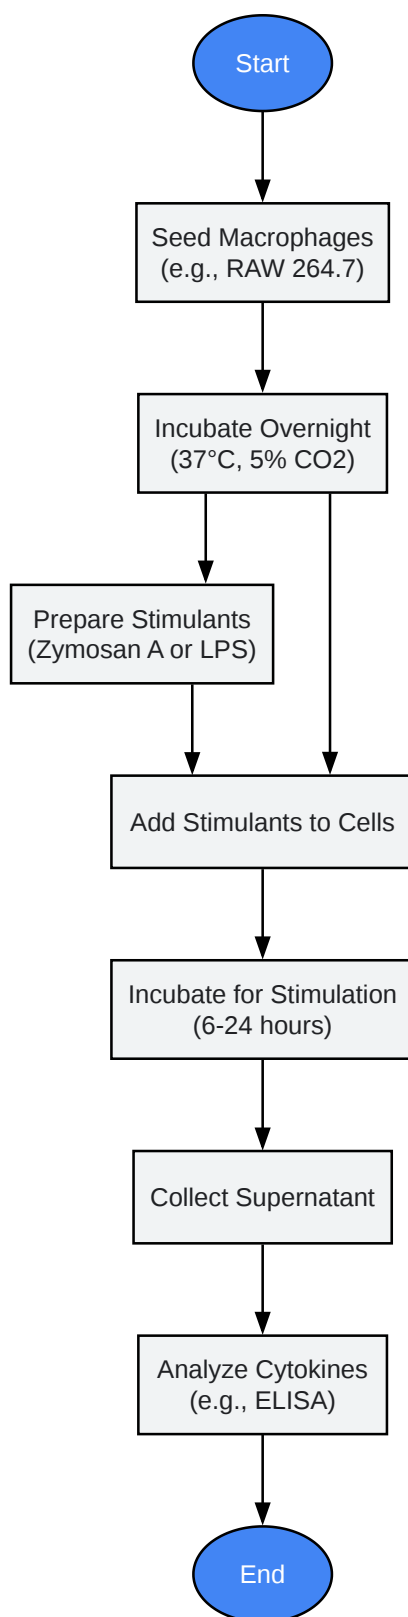 Start
Seed Macrophages
(e.g., RAW 264.7)
Incubate Overnight
(37°C, 5% CO2)
Prepare Stimulants
(Zymosan A or LPS)
Add Stimulants to Cells
Incubate for Stimulation
(6-24 hours)
Collect Supernatant
Analyze Cytokines
(e.g., ELISA)
End